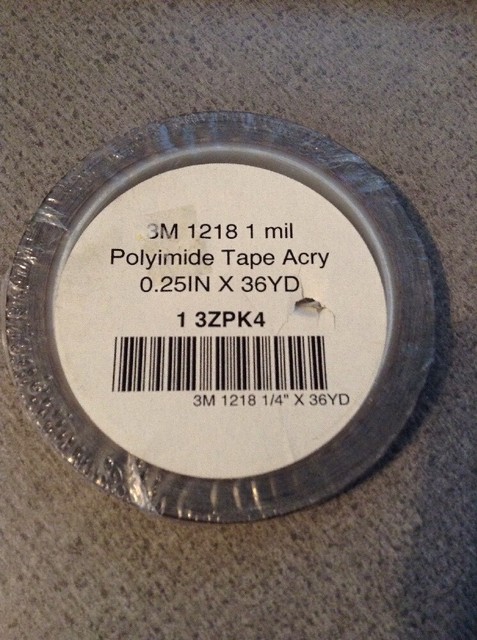 3M 1218 1 mil
Polyimide Tape Acry
0.25IN X 36YD
1 3ZPK4
3M 1218 1/4" X 36YD